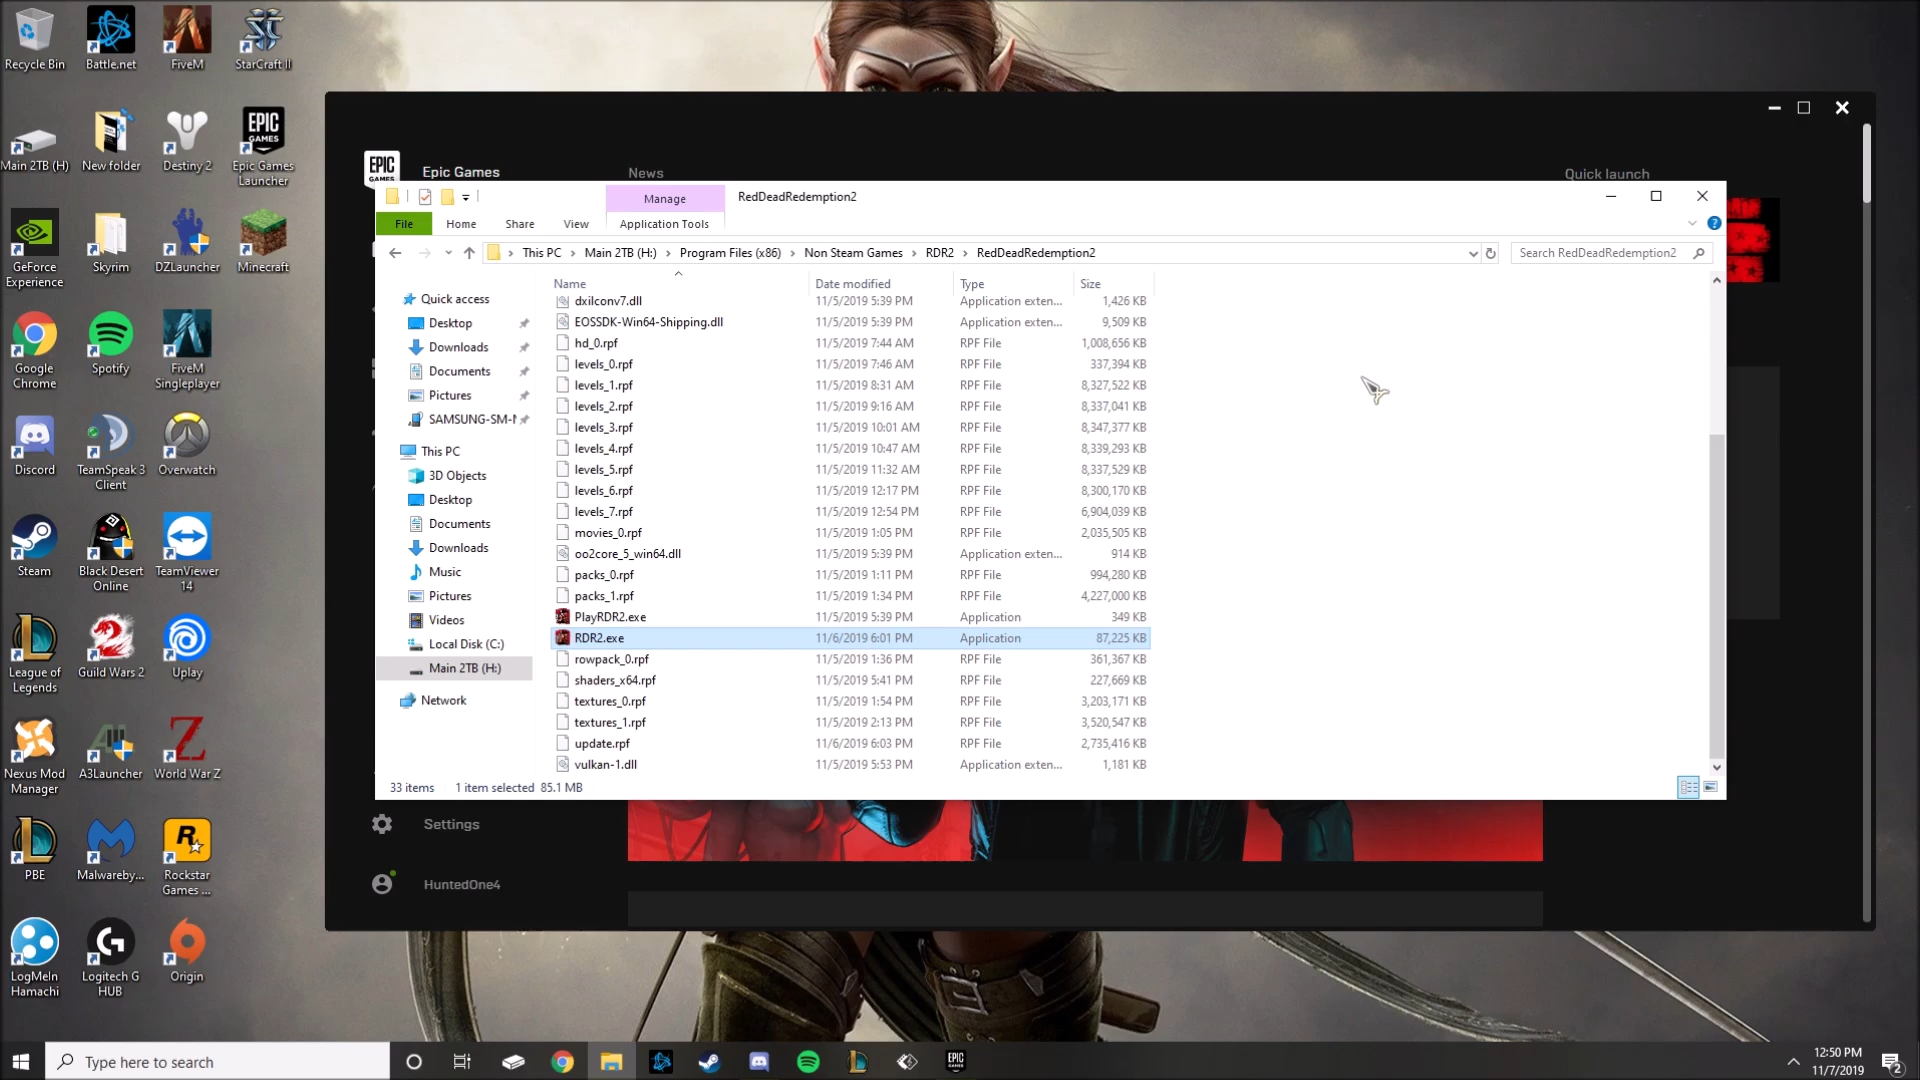 Recycle Bin
Battle.net
FiveM
StarCraft II
Main 2TB (H)
New folder
Destiny 2
EPIC
GAMES
Epic Games
Launcher
GeForce
Experience
Skyrim
DZLauncher
Minecraft
Google
Chrome
Spotify
FiveM
Singleplayer
Discord
TeamSpeak 3
Client
Overwatch
Steam
Black Desert
Online
TeamViewer
14
League of
Legends
Guild Wars 2
Uplay
Nexus Mod
Manager
A3Launcher
World War Z
PBE
Malwareby...
Rockstar
Games ...
LogMeIn
Hamachi
Logitech G
HUB
Origin
EPIC
GAMES
Epic Games
News
Quick launch
Manage
RedDeadRedemption2
File
Home
Share
View
Application Tools
This PC > Main 2TB (H:) > Program Files (x86) > Non Steam Games > RDR2 > RedDeadRedemption2
Search RedDeadRedemption2
Quick access
Desktop
Downloads
Documents
Pictures
SAMSUNG-SM-N
This PC
3D Objects
Desktop
Documents
Downloads
Music
Pictures
Videos
Local Disk (C:)
Main 2TB (H:)
Network
Name Date modified Type Size
dxilconv7.dll 11/5/2019 5:39 PM Application exten... 1,426 KB
EOSSDK-Win64-Shipping.dll 11/5/2019 5:39 PM Application exten... 9,509 KB
hd_0.rpf 11/5/2019 7:44 AM RPF File 1,008,656 KB
levels_0.rpf 11/5/2019 7:46 AM RPF File 337,394 KB
levels_1.rpf 11/5/2019 8:31 AM RPF File 8,327,522 KB
levels_2.rpf 11/5/2019 9:16 AM RPF File 8,337,041 KB
levels_3.rpf 11/5/2019 10:01 AM RPF File 8,347,377 KB
levels_4.rpf 11/5/2019 10:47 AM RPF File 8,339,293 KB
levels_5.rpf 11/5/2019 11:32 AM RPF File 8,337,529 KB
levels_6.rpf 11/5/2019 12:17 PM RPF File 8,300,170 KB
levels_7.rpf 11/5/2019 12:54 PM RPF File 6,904,039 KB
movies_0.rpf 11/5/2019 1:05 PM RPF File 2,035,505 KB
oo2core_5_win64.dll 11/5/2019 5:39 PM Application exten... 914 KB
packs_0.rpf 11/5/2019 1:11 PM RPF File 994,280 KB
packs_1.rpf 11/5/2019 1:34 PM RPF File 4,227,000 KB
PlayRDR2.exe 11/5/2019 5:39 PM Application 349 KB
RDR2.exe 11/6/2019 6:01 PM Application 87,225 KB
rowpack_0.rpf 11/5/2019 1:36 PM RPF File 361,367 KB
shaders_x64.rpf 11/5/2019 5:41 PM RPF File 227,669 KB
textures_0.rpf 11/5/2019 1:54 PM RPF File 3,203,171 KB
textures_1.rpf 11/5/2019 2:13 PM RPF File 3,520,547 KB
update.rpf 11/6/2019 6:03 PM RPF File 2,735,416 KB
vulkan-1.dll 11/5/2019 5:53 PM Application exten... 1,181 KB
33 items 1 item selected 85.1 MB
Settings
HuntedOne4
Type here to search
EPIC
GAMES
12:50 PM
11/7/2019
2